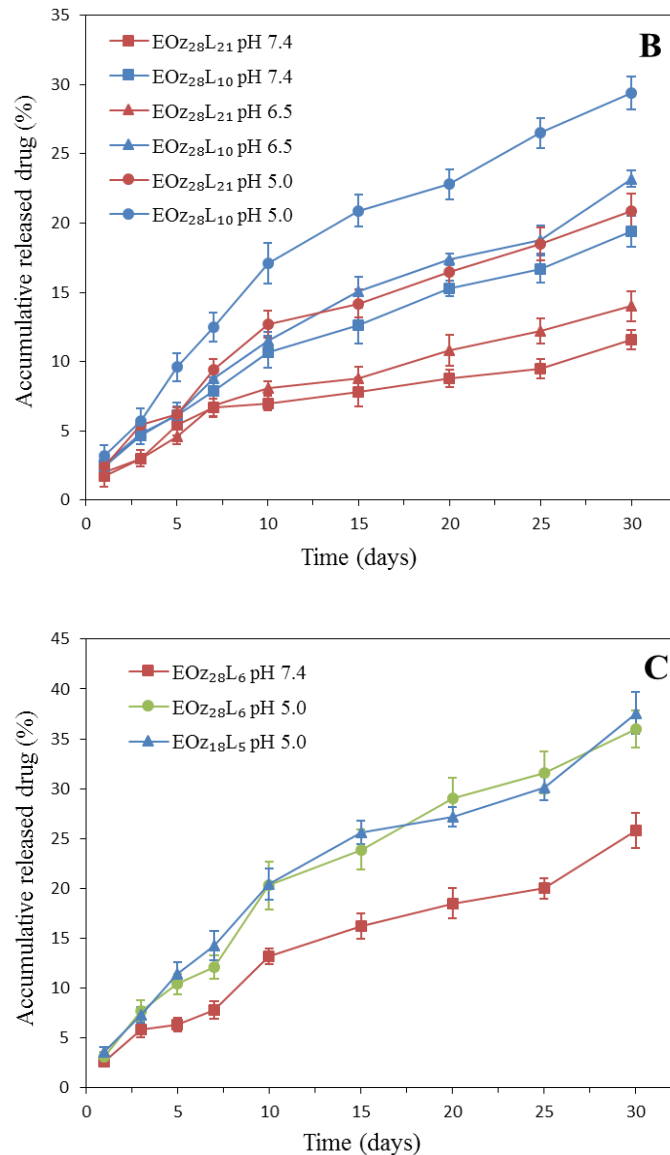 B
EOz₂₈L₂₁ pH 7.4
EOz₂₈L₁₀ pH 7.4
EOz₂₈L₂₁ pH 6.5
EOz₂₈L₁₀ pH 6.5
EOz₂₈L₂₁ pH 5.0
EOz₂₈L₁₀ pH 5.0
Accumulative released drug (%)
35
30
25
20
15
10
5
0
0 5 10 15 20 25 30
Time (days)
C
EOz₂₈L₆ pH 7.4
EOz₂₈L₆ pH 5.0
EOz₁₈L₅ pH 5.0
Accumulative released drug (%)
45
40
35
30
25
20
15
10
5
0
0 5 10 15 20 25 30
Time (days)